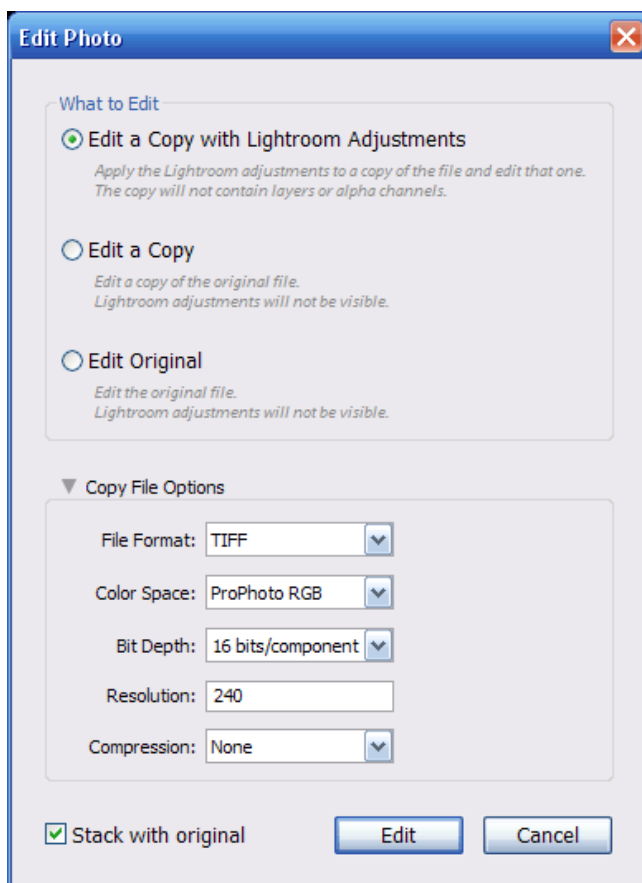 Edit Photo
What to Edit
Edit a Copy with Lightroom Adjustments
Apply the Lightroom adjustments to a copy of the file and edit that one.
The copy will not contain layers or alpha channels.
Edit a Copy
Edit a copy of the original file.
Lightroom adjustments will not be visible.
Edit Original
Edit the original file.
Lightroom adjustments will not be visible.
Copy File Options
File Format: TIFF
Color Space: ProPhoto RGB
Bit Depth: 16 bits/component
Resolution: 240
Compression: None
Stack with original Edit Cancel